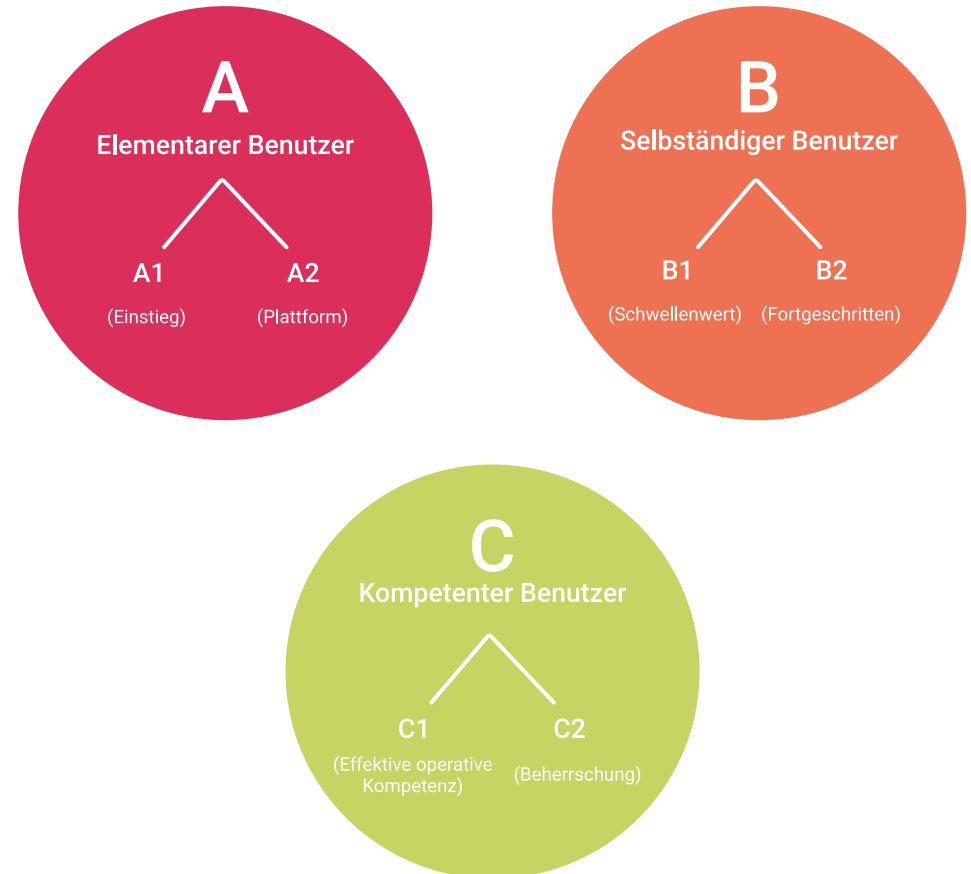 A
Elementarer Benutzer
A1
A2
(Einstieg)
(Plattform)
B
Selbständiger Benutzer
B1
B2
(Schwellenwert)
(Fortgeschritten)
C
Kompetenter Benutzer
C1
C2
(Effektive operative
Kompetenz)
(Beherrschung)